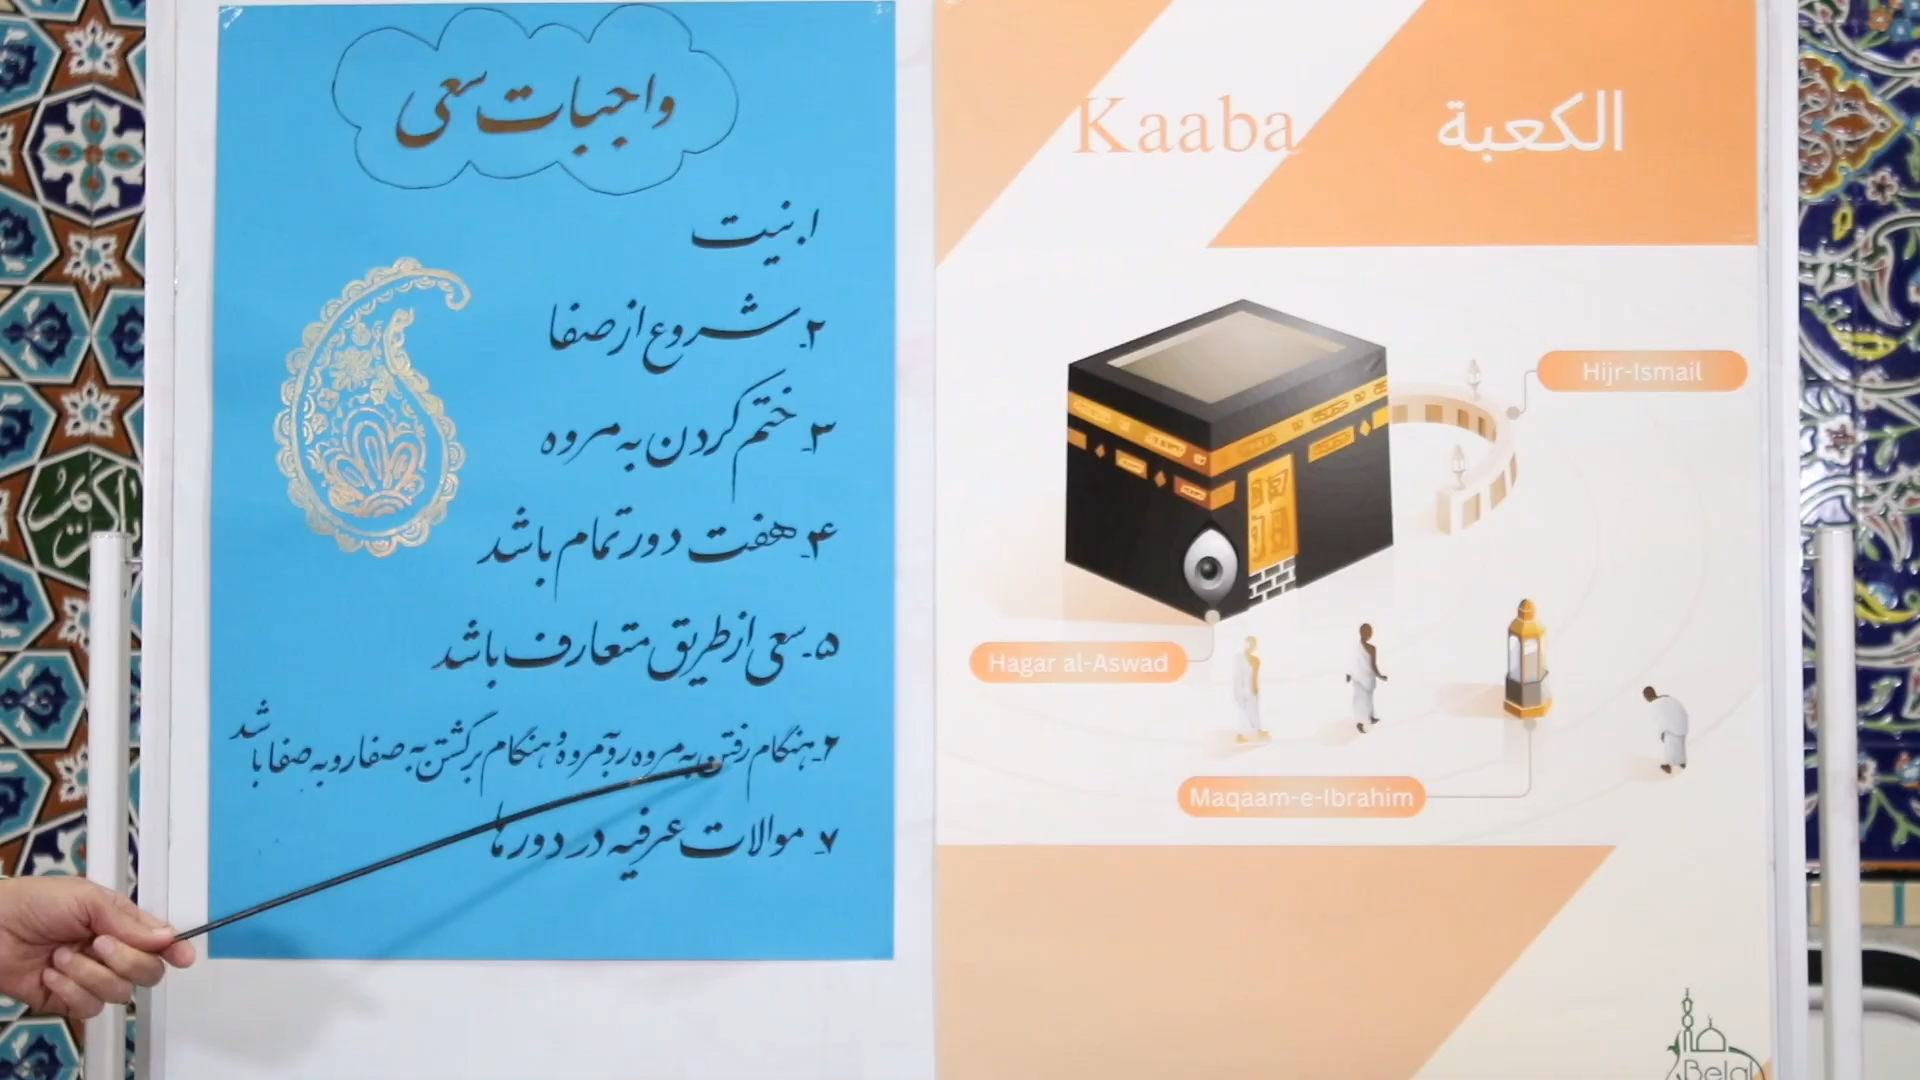 واجبات سعی
۱. نیت
۲. شروع از صفا
۳. ختم کردن به مروه
۴. هفت دور تمام باشد
۵. سعی از طریق متعارف باشد
۶. هنگام رفتن به مروه رو به مروه و هنگام برگشتن به صفا رو به صفا باشد
۷. موالات عرفیه در دورها
Kaaba الكعبة
Hijr-Ismail
Hagar al-Aswad
Maqaam-e-Ibrahim
Belal